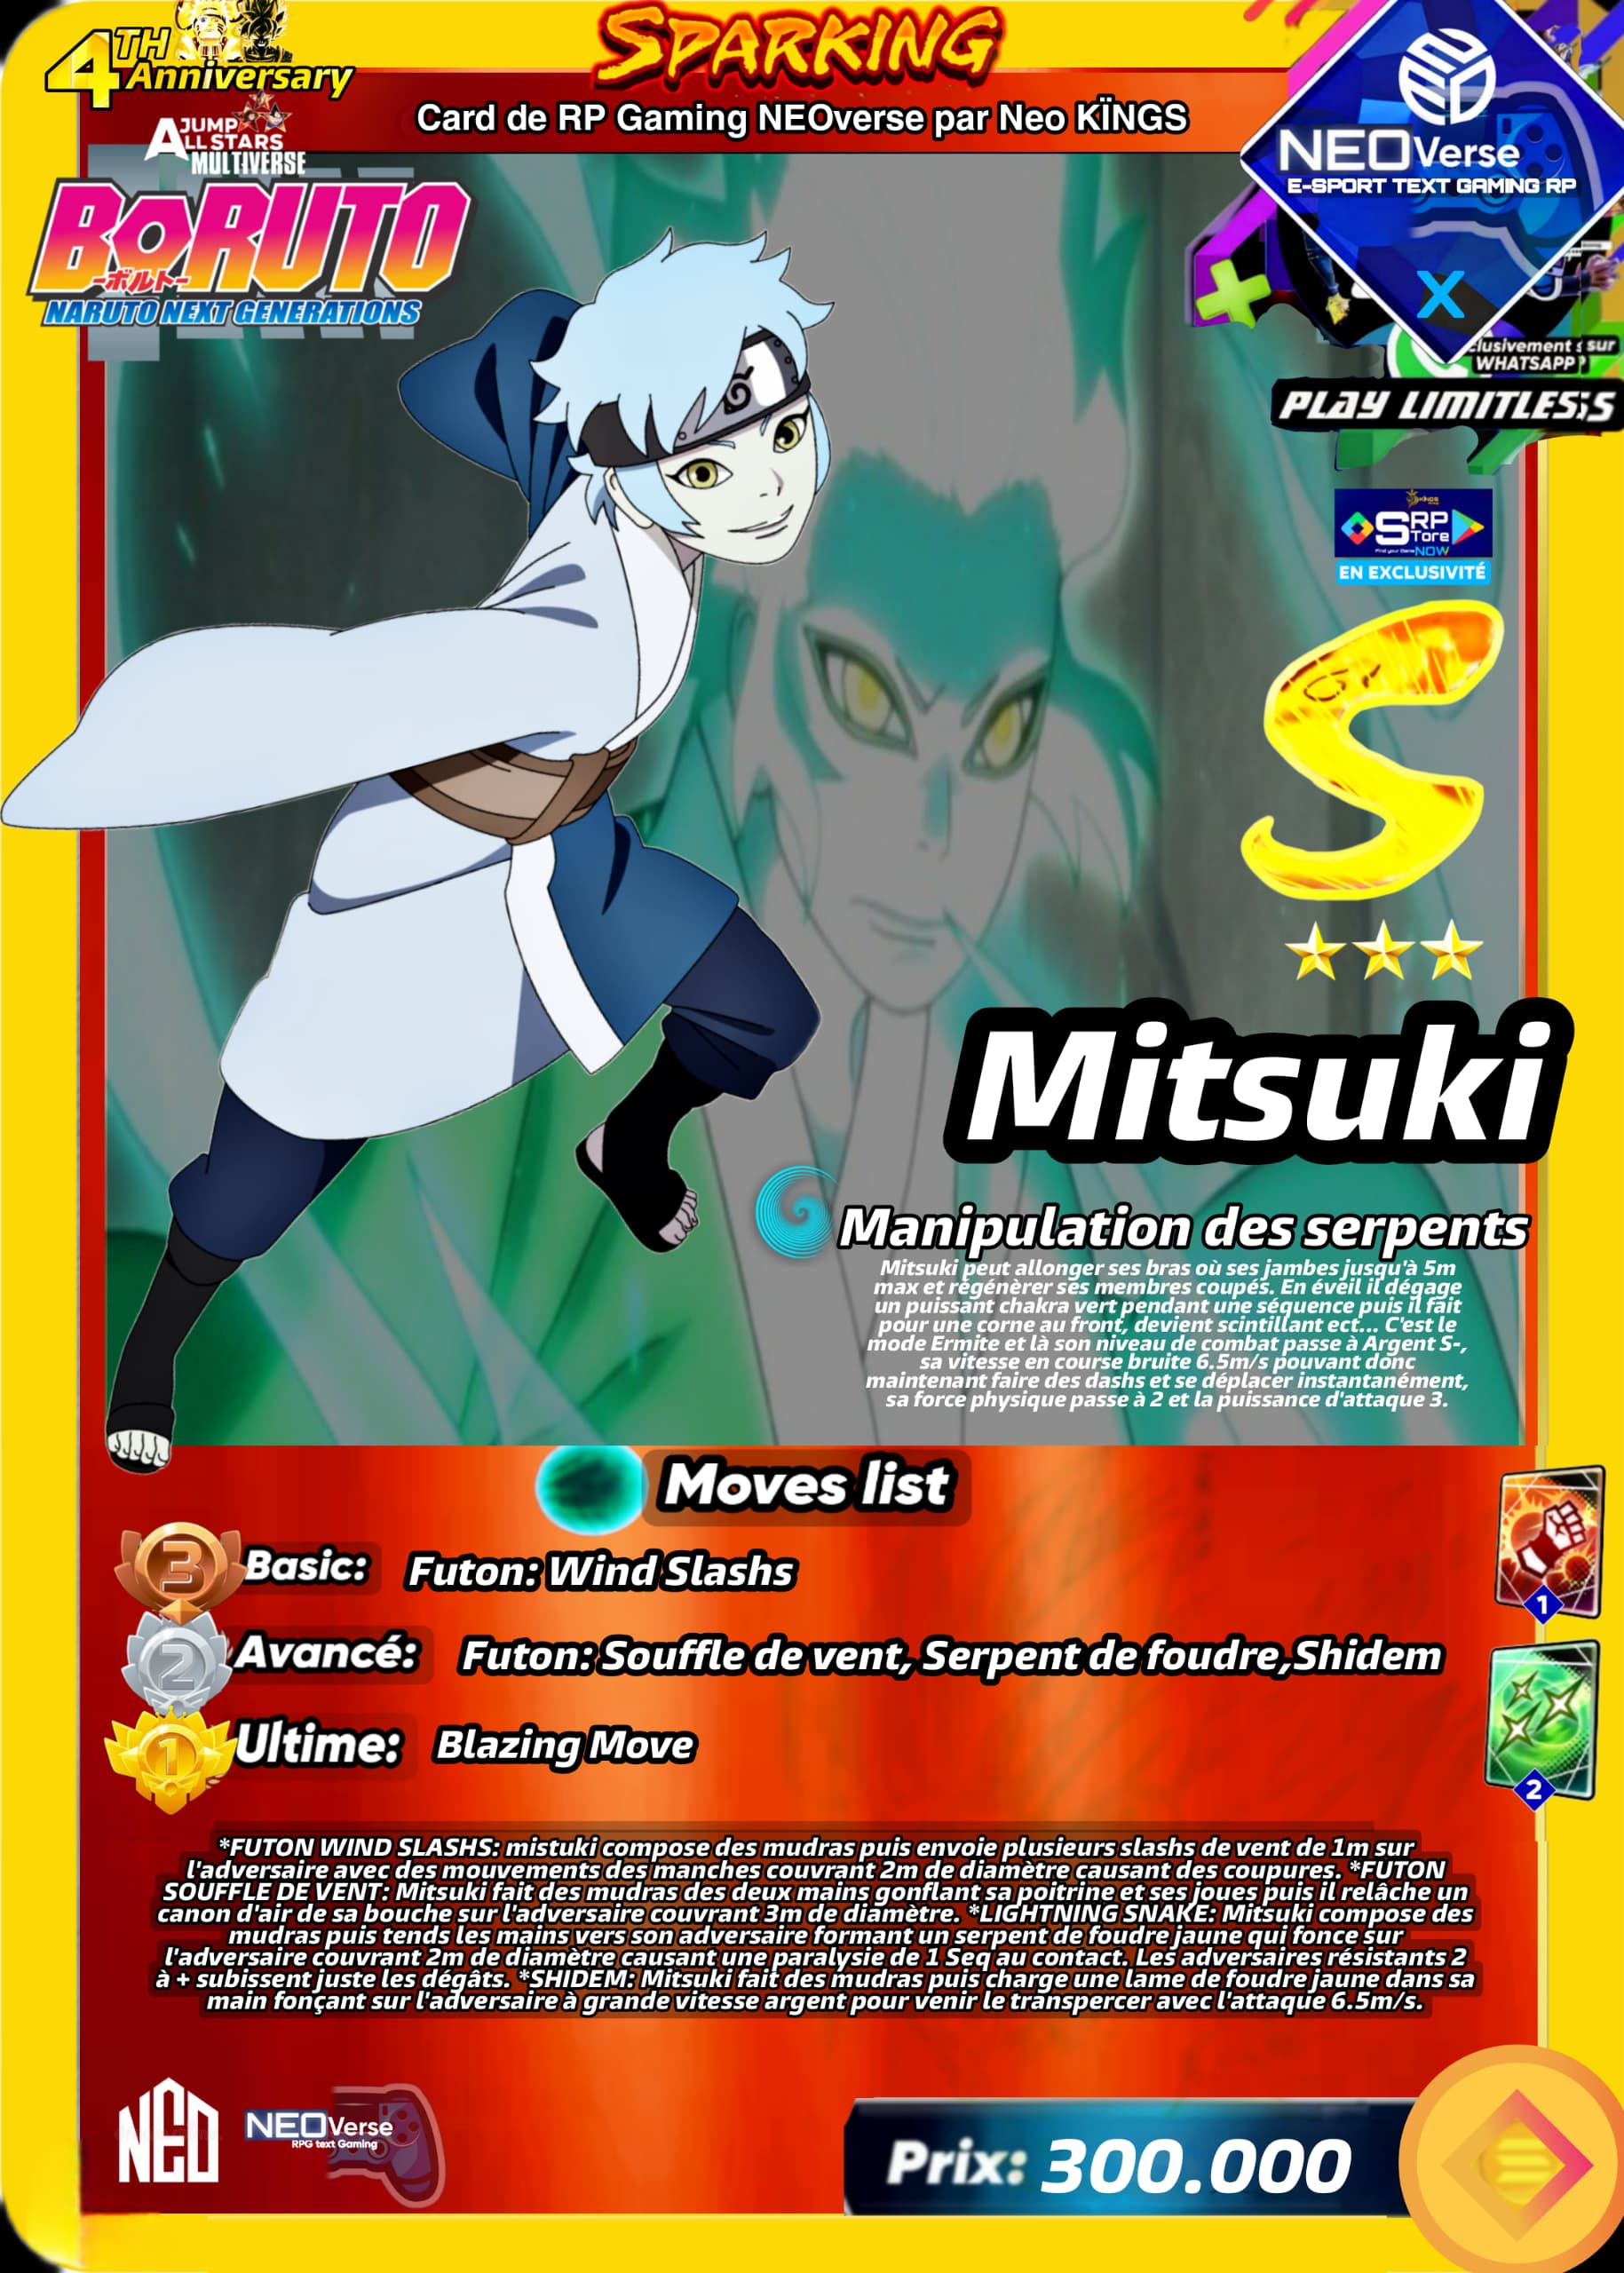 4TH
Anniversary
SPARKING
Card de RP Gaming NEOverse par Neo KÏNGS
JUMP
ALL STARS
MULTIVERSE
BORUTO
-ボルト-
NARUTO NEXT GENERATIONS
NEOVerse
E-SPORT TEXT GAMING RP
X
clusivement sur
WHATSAPP
PLAY LIMITLESS
SRP
Tore
NOW
EN EXCLUSIVITÉ
S
Mitsuki
Manipulation des serpents
Mitsuki peut allonger ses bras où ses jambes jusqu'à 5m
max et régénèrer ses membres coupés. En éveil il dégage
un puissant chakra vert pendant une séquence puis il fait
pour une corne au front, devient scintillant ect... C'est le
mode Ermite et là son niveau de combat passe à Argent S-,
sa vitesse en course bruite 6.5m/s pouvant donc
maintenant faire des dashs et se déplacer instantanément,
sa force physique passe à 2 et la puissance d'attaque 3.
Moves list
3 Basic: Futon: Wind Slashs
1
2 Avancé: Futon: Souffle de vent, Serpent de foudre,Shidem
1 Ultime: Blazing Move
2
*FUTON WIND SLASHS: mistuki compose des mudras puis envoie plusieurs slashs de vent de 1m sur
l'adversaire avec des mouvements des manches couvrant 2m de diamètre causant des coupures. *FUTON
SOUFFLE DE VENT: Mitsuki fait des mudras des deux mains gonflant sa poitrine et ses joues puis il relâche un
canon d'air de sa bouche sur l'adversaire couvrant 3m de diamètre. *LIGHTNING SNAKE: Mitsuki compose des
mudras puis tends les mains vers son adversaire formant un serpent de foudre jaune qui fonce sur
l'adversaire couvrant 2m de diamètre causant une paralysie de 1 Seq au contact. Les adversaires résistants 2
à + subissent juste les dégâts. *SHIDEM: Mitsuki fait des mudras puis charge une lame de foudre jaune dans sa
main fonçant sur l'adversaire à grande vitesse argent pour venir le transpercer avec l'attaque 6.5m/s.
NEO
NEOVerse
RPG text Gaming
Prix: 300.000